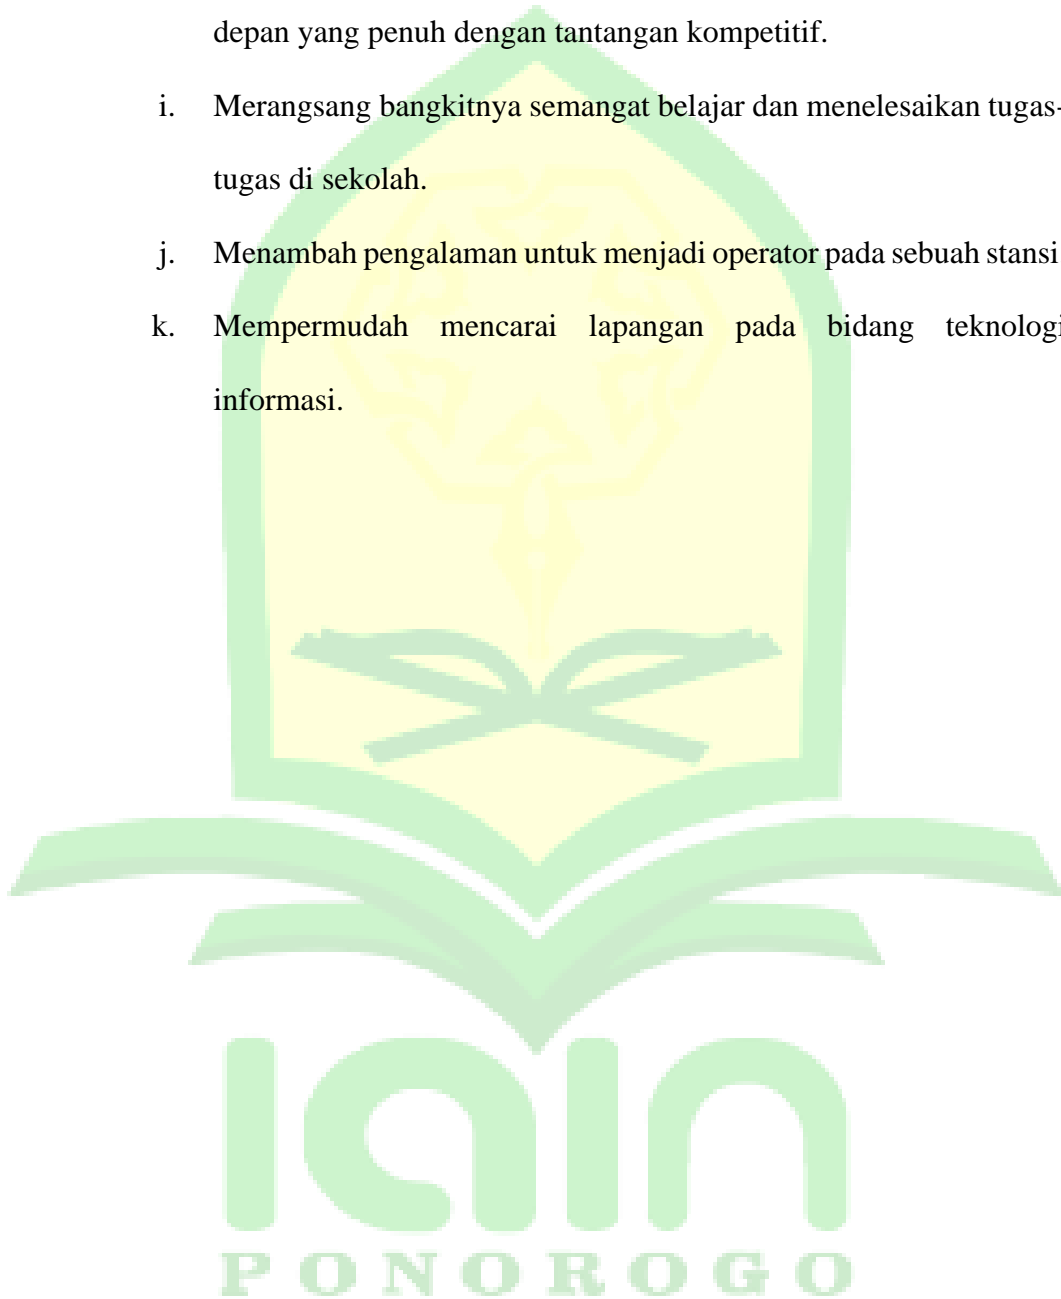 depan yang penuh dengan tantangan kompetitif.
i. Merangsang bangkitnya semangat belajar dan menelesaikan tugas-
tugas di sekolah.
j. Menambah pengalaman untuk menjadi operator pada sebuah stansi
k. Mempermudah mencarai lapangan pada bidang teknologi
informasi.
iain
PONOROGO